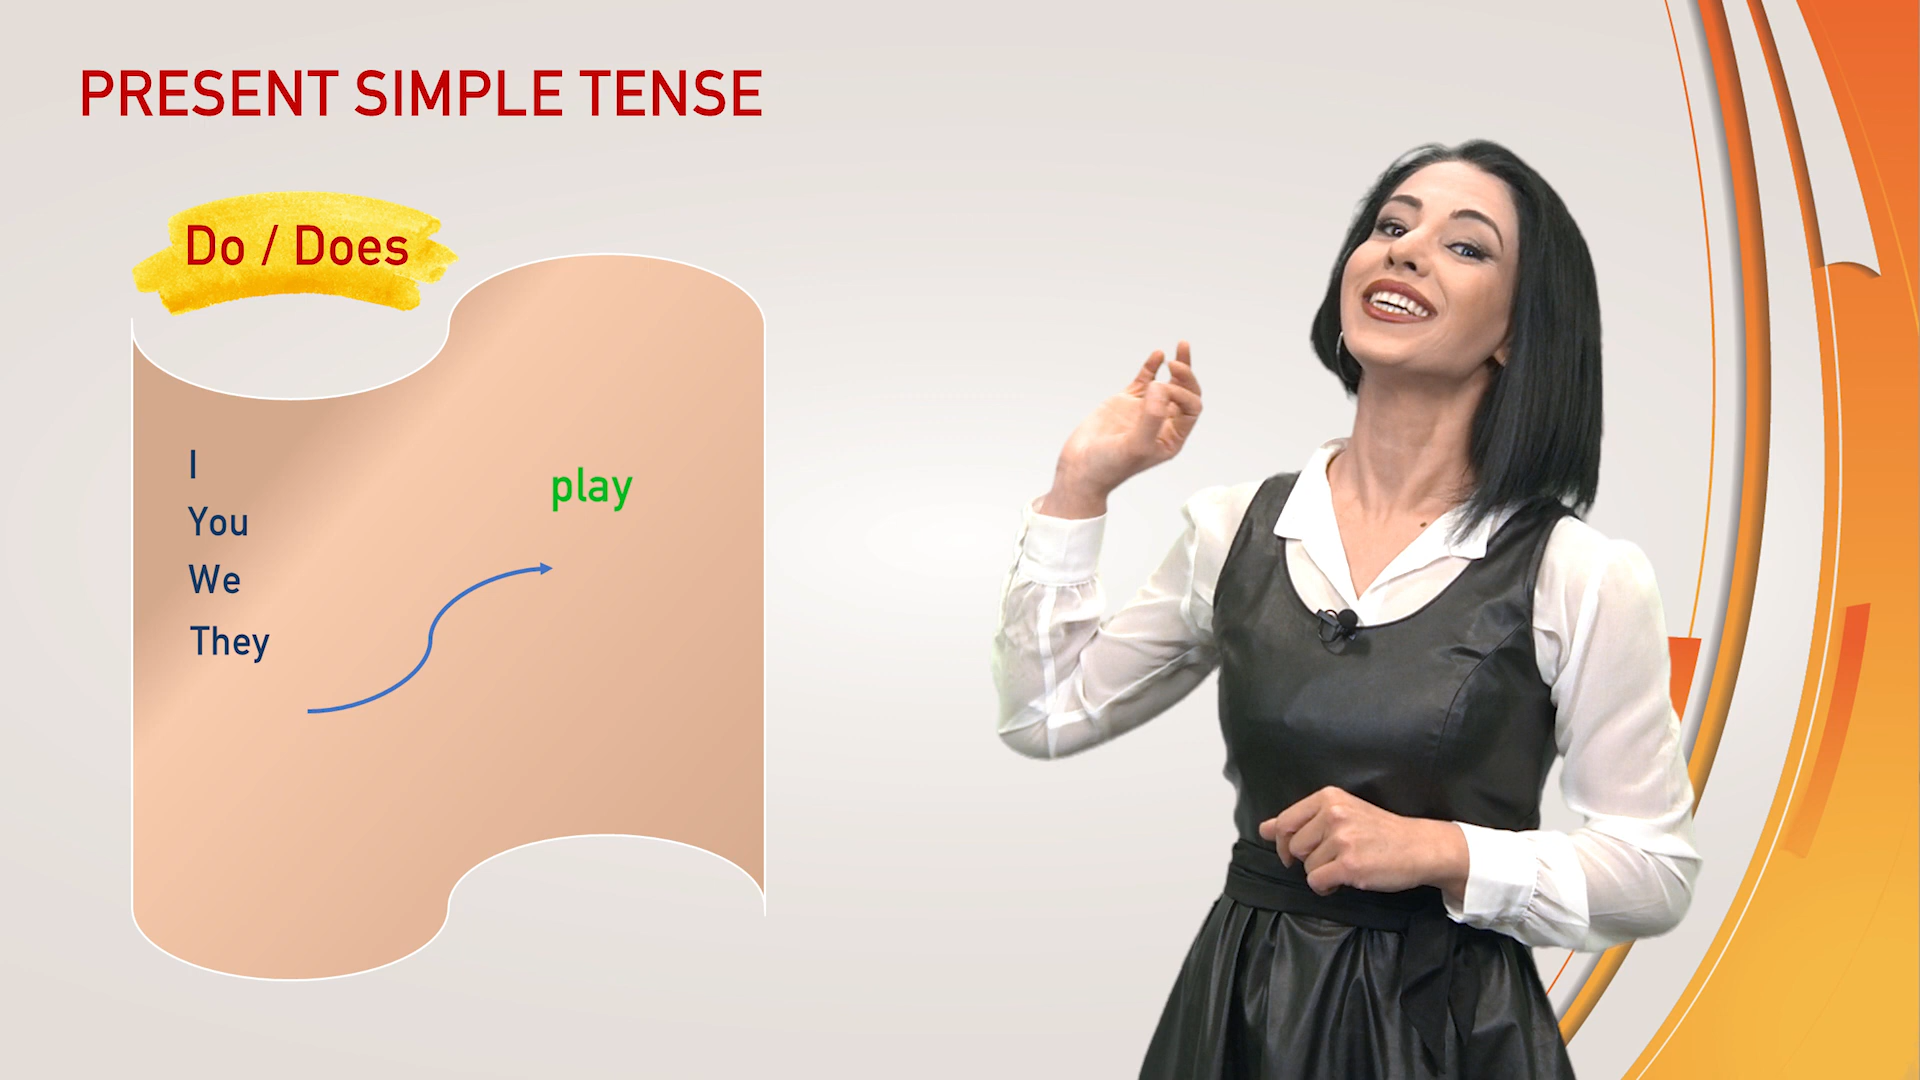 PRESENT SIMPLE TENSE
Do / Does
I
play
You
We
They